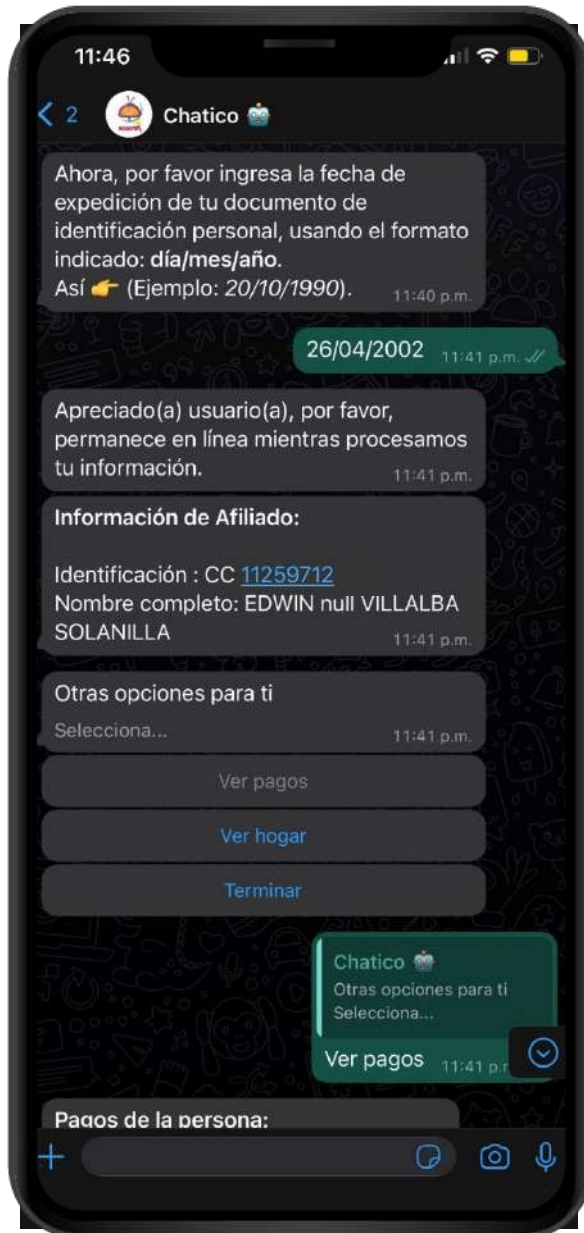 11:46
2
Chatico
Ahora, por favor ingresa la fecha de
expedición de tu documento de
identificación personal, usando el formato
indicado: día/mes/año.
Así 👉 (Ejemplo: 20/10/1990). 11:40 p.m.
26/04/2002 11:41 p.m.
Apreciado(a) usuario(a), por favor,
permanece en línea mientras procesamos
tu información. 11:41 p.m.
Información de Afiliado:
Identificación : CC 11259712
Nombre completo: EDWIN null VILLALBA
SOLANILLA 11:41 p.m.
Otras opciones para ti
Selecciona... 11:41 p.m.
Ver pagos
Ver hogar
Terminar
Chatico
Otras opciones para ti
Selecciona...
Ver pagos 11:41 p.
Pagos de la persona: